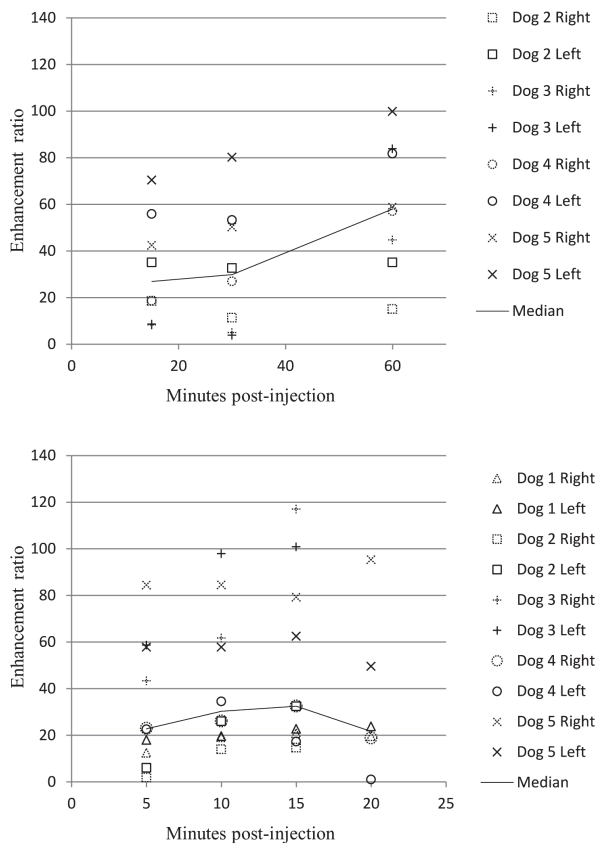 140
120
100
80
60
40
20
0
Enhancement ratio
0 20 40 60
Minutes post-injection
Dog 2 Right
Dog 2 Left
Dog 3 Right
Dog 3 Left
Dog 4 Right
Dog 4 Left
Dog 5 Right
Dog 5 Left
Median
140
120
100
80
60
40
20
0
Enhancement ratio
0 5 10 15 20 25
Minutes post-injection
Dog 1 Right
Dog 1 Left
Dog 2 Right
Dog 2 Left
Dog 3 Right
Dog 3 Left
Dog 4 Right
Dog 4 Left
Dog 5 Right
Dog 5 Left
Median